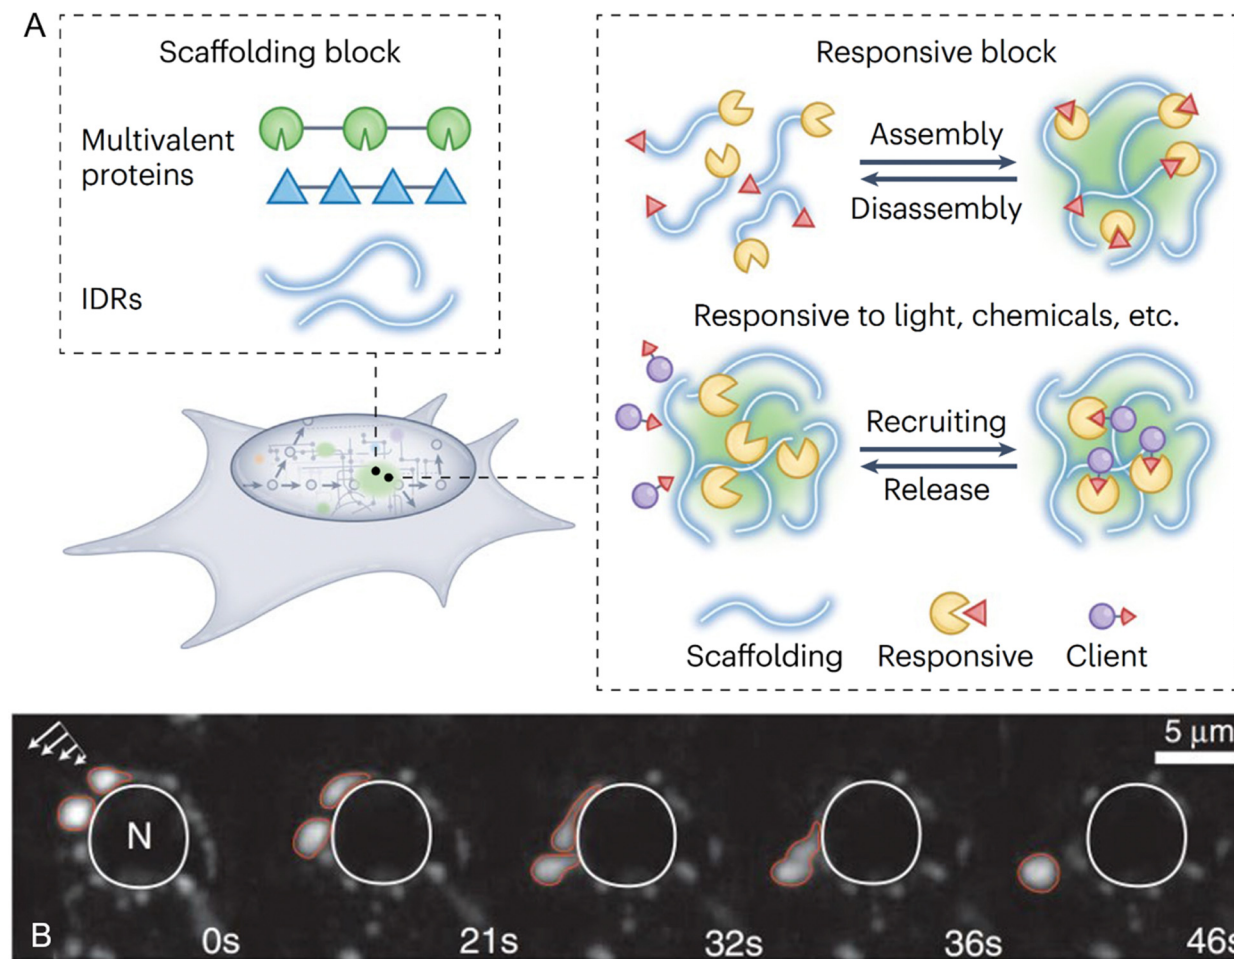 A
Scaffolding block
Multivalent
proteins
IDRs
Responsive block
Assembly
Disassembly
Responsive to light, chemicals, etc.
Recruiting
Release
Scaffolding
Responsive
Client
5 μm
N
B
0s
21s
32s
36s
46s